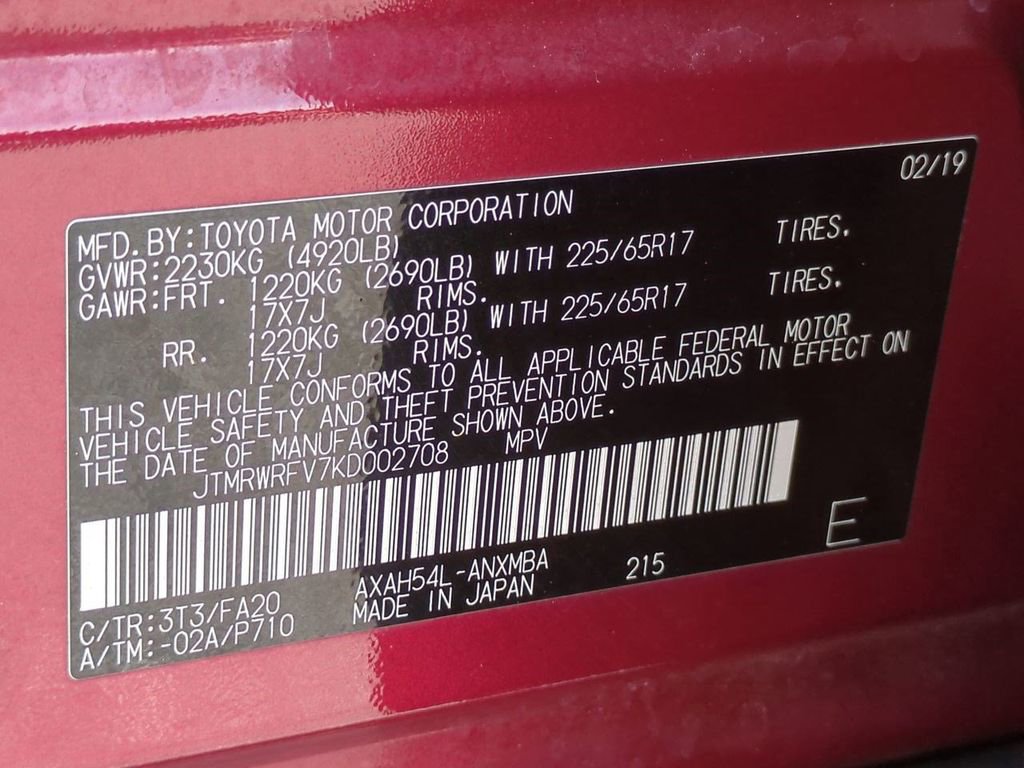 02/19
MFD.BY:TOYOTA MOTOR CORPORATION
GVWR:2230KG (4920LB)
GAWR:FRT. 1220KG (2690LB) WITH 225/65R17 TIRES,
17X7J RIMS.
RR. 1220KG (2690LB) WITH 225/65R17 TIRES,
17X7J RIMS.
THIS VEHICLE CONFORMS TO ALL APPLICABLE FEDERAL MOTOR
VEHICLE SAFETY AND THEFT PREVENTION STANDARDS IN EFFECT ON
THE DATE OF MANUFACTURE SHOWN ABOVE.
JTMRWRFV7KD002708 MPV
C/TR:3T3/FA20 AXAH54L-ANXMBA 215 E
A/TM:-02A/P710 MADE IN JAPAN